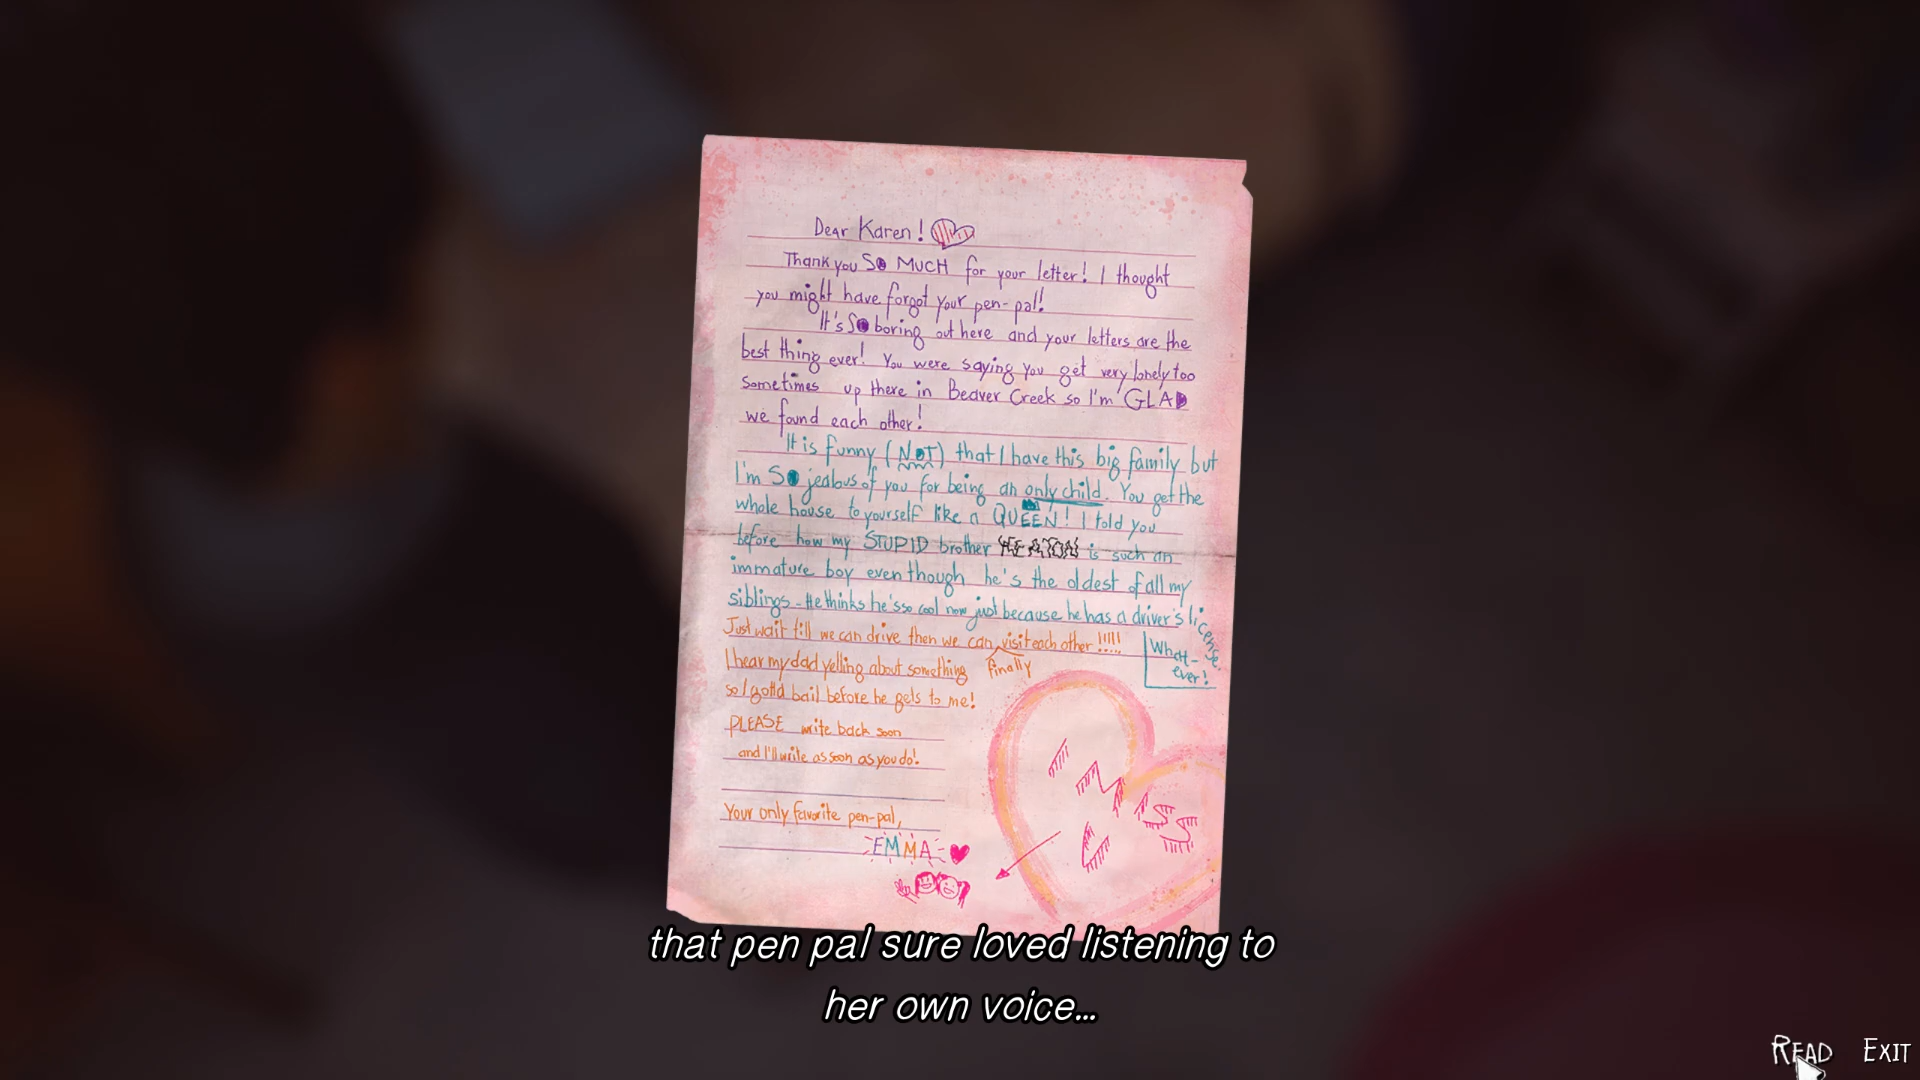 Dear Karen!
Thank you SO MUCH for your letter! I thought
you might have forgot your pen-pal!
It's SO boring out here and your letters are the
best thing ever! You were saying you get very lonely too
sometimes up there in Beaver Creek so I'm GLAD
we found each other!
It is funny (NOT) that I have this big family but
I'm SO jealous of you for being an only child. You get the
whole house to yourself like a QUEEN! I told you
before how my STUPID brother is such an
immature boy even though he's the oldest of all my
siblings - He thinks he's so cool now just because he has a driver's license.
What-
ever!
Just wait till we can drive then we can finally visit each other!!!!!
I hear my dad yelling about something
so I gotta bail before he gets to me!
PLEASE write back soon
and I'll write as soon as you do!
Your only favorite pen-pal,
EMMA
I
MISS
U
that pen pal sure loved listening to
her own voice...
READ EXIT